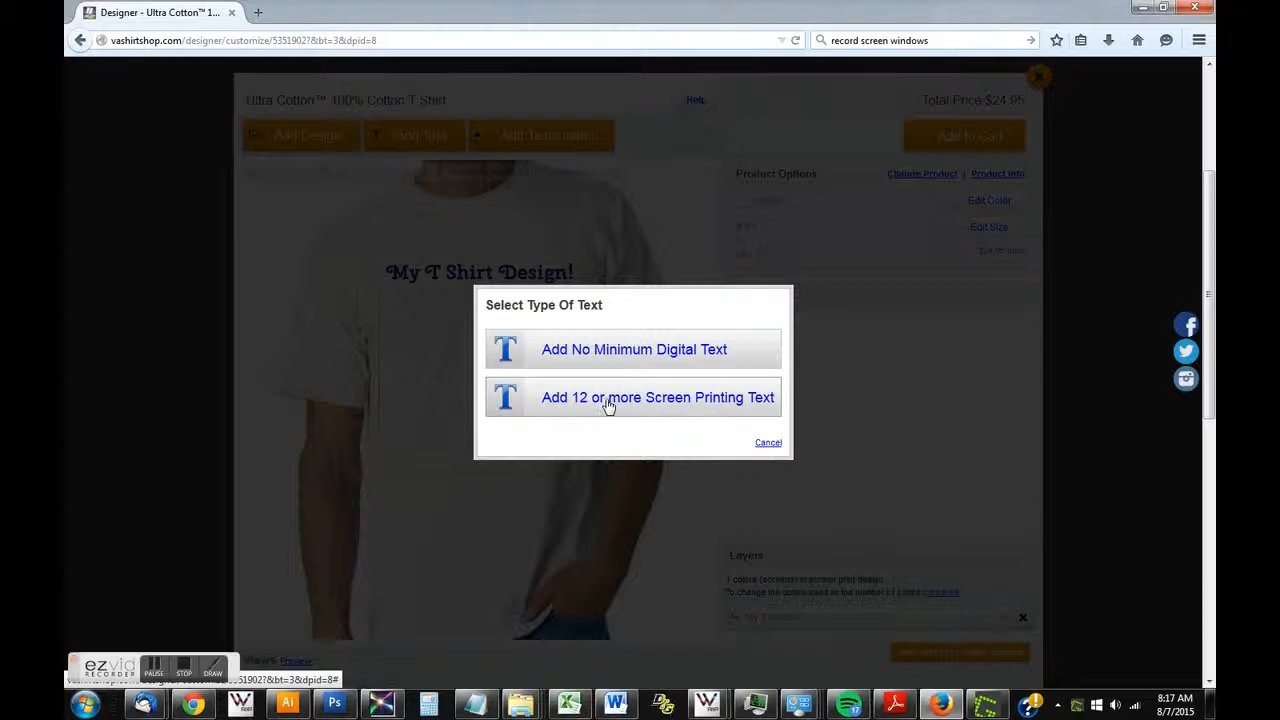 Designer - Ultra Cotton™ 1...
vashirtshop.com/designer/customize/5351902?&bt=3&dpid=8
record screen windows
Ultra Cotton™ 100% Cotton T Shirt
Help
Total Price $24.95
Add Design
Add Text
Add to Cart
Product Options
Change Product | Product Info
Edit Color
Edit Size
My T Shirt Design!
Select Type Of Text
T Add No Minimum Digital Text
T Add 12 or more Screen Printing Text
Cancel
Layers
Views Preview
ezvid
RECORDER
PAUSE
STOP
DRAW
8:17 AM
8/7/2015